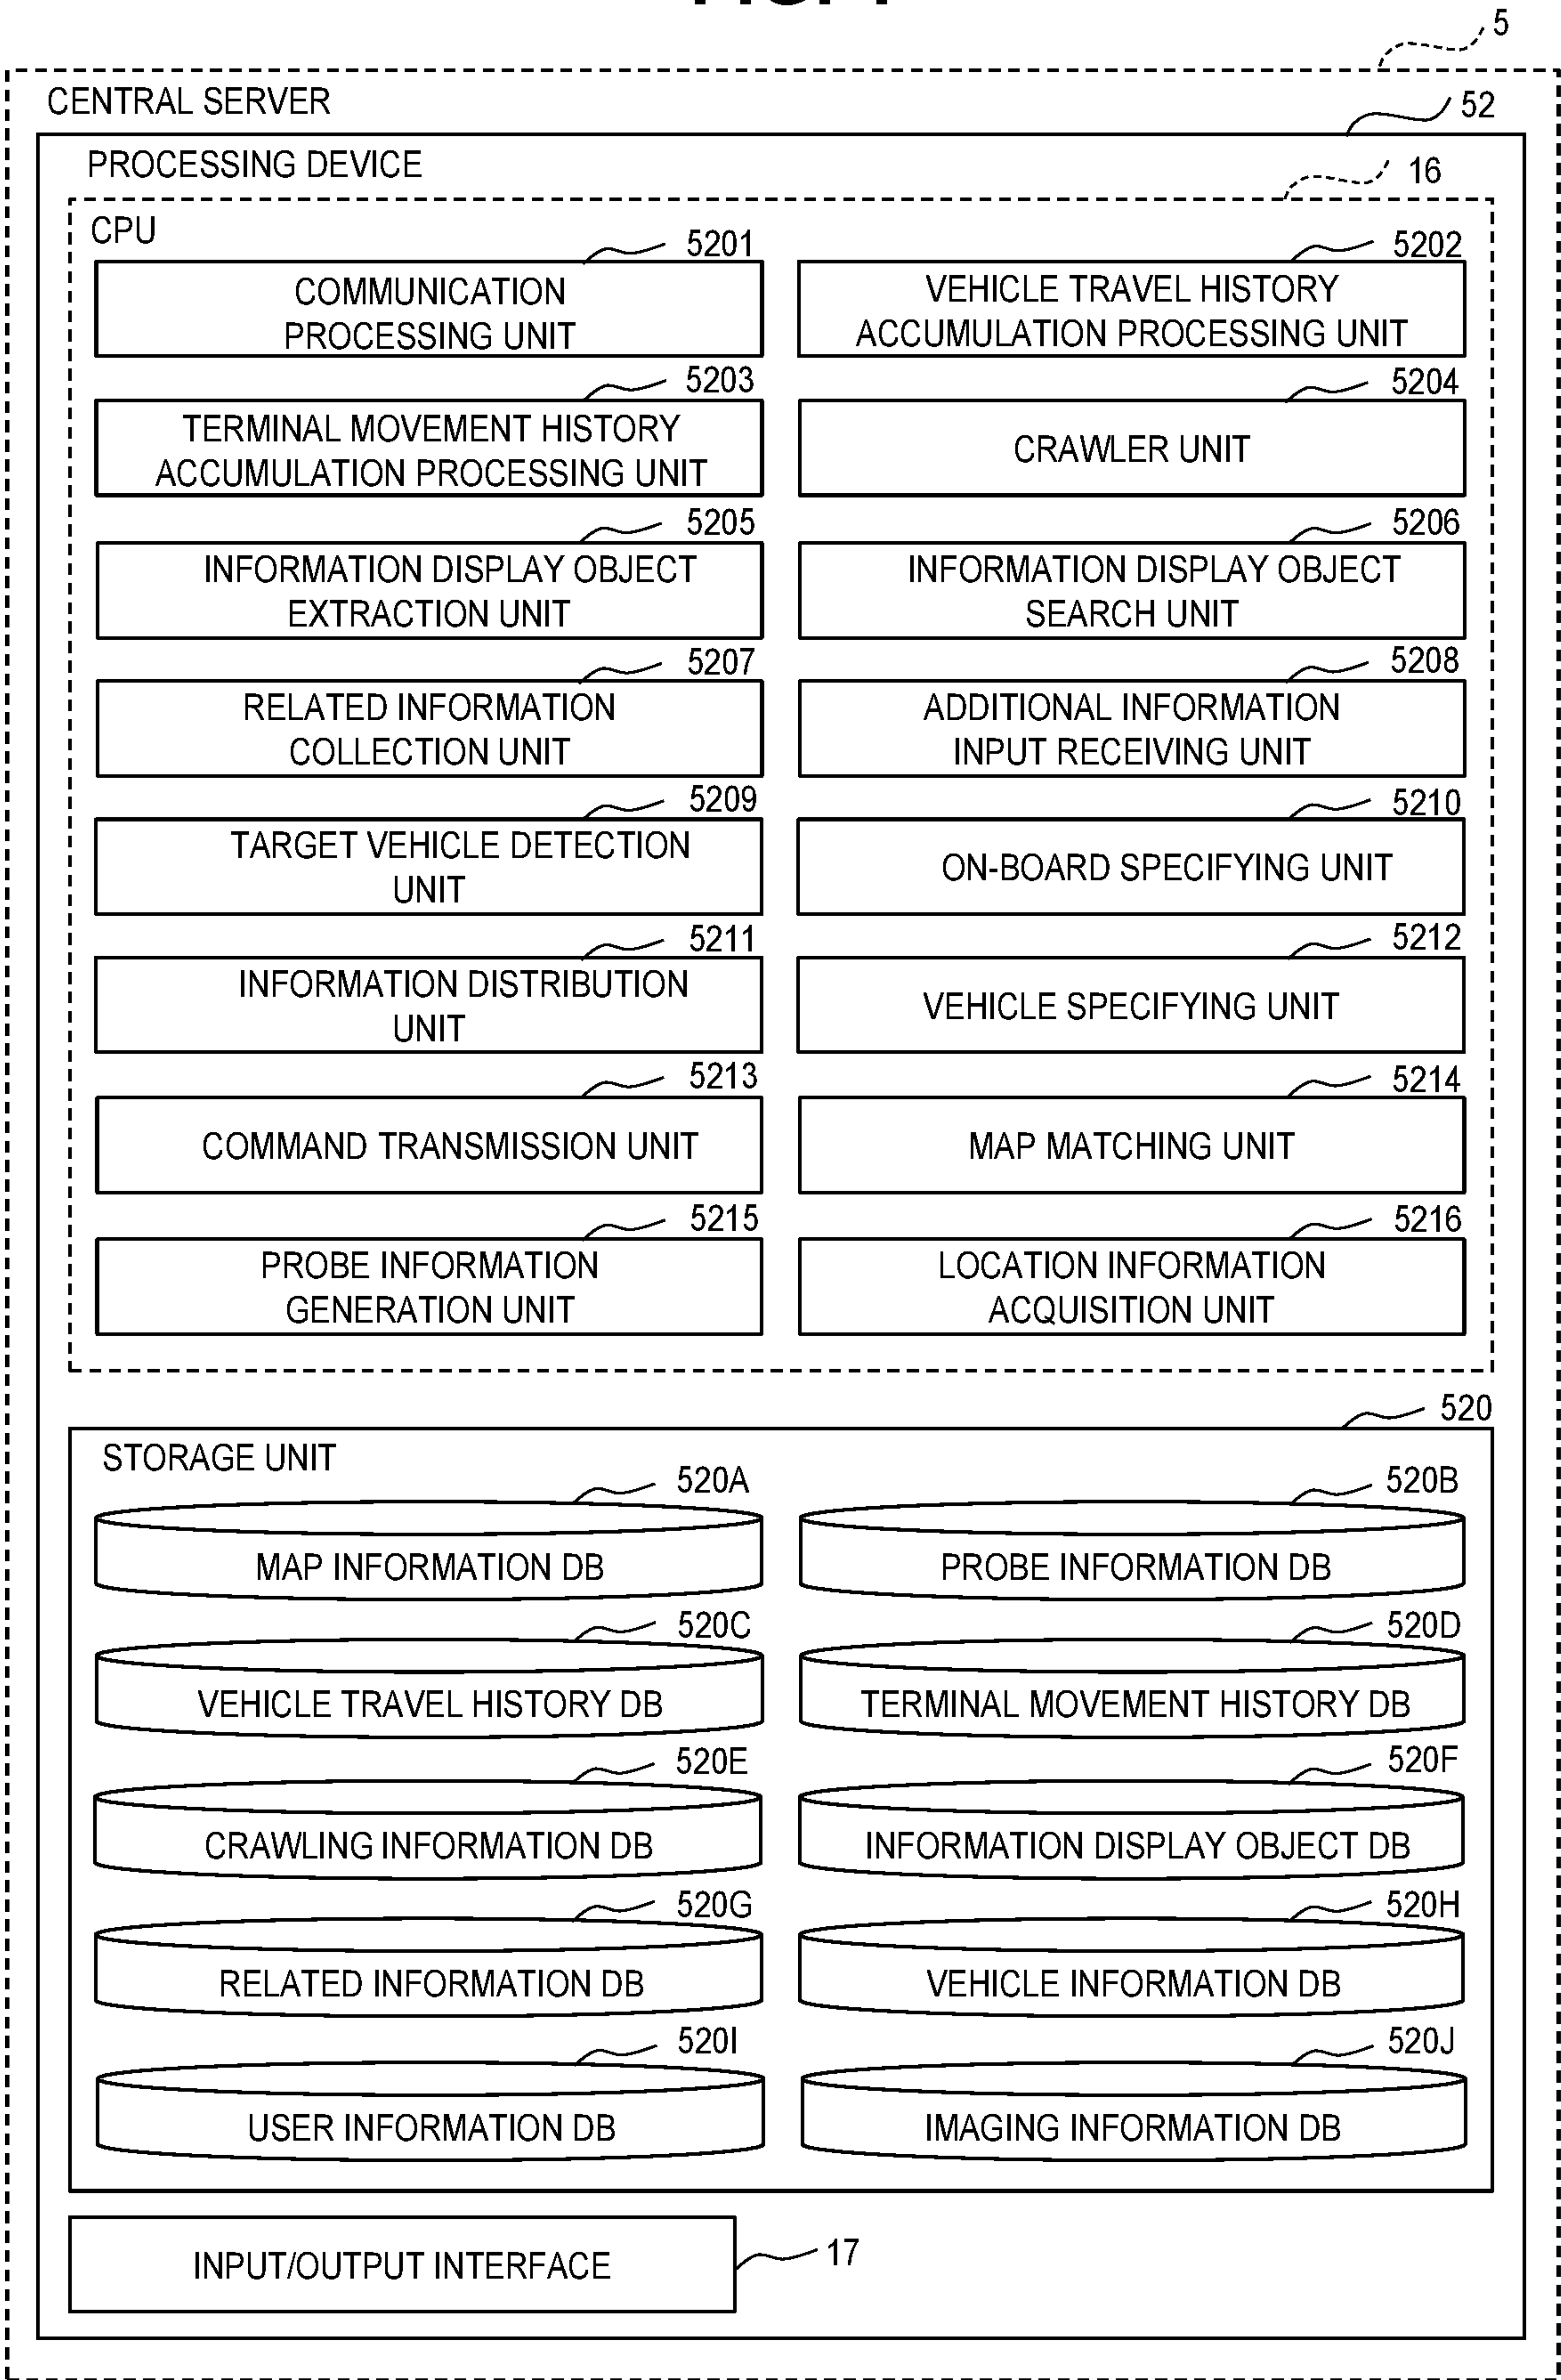 5
CENTRAL SERVER
52
PROCESSING DEVICE
16
CPU
5201
COMMUNICATION
PROCESSING UNIT
5202
VEHICLE TRAVEL HISTORY
ACCUMULATION PROCESSING UNIT
5203
TERMINAL MOVEMENT HISTORY
ACCUMULATION PROCESSING UNIT
5204
CRAWLER UNIT
5205
INFORMATION DISPLAY OBJECT
EXTRACTION UNIT
5206
INFORMATION DISPLAY OBJECT
SEARCH UNIT
5207
RELATED INFORMATION
COLLECTION UNIT
5208
ADDITIONAL INFORMATION
INPUT RECEIVING UNIT
5209
TARGET VEHICLE DETECTION
UNIT
5210
ON-BOARD SPECIFYING UNIT
5211
INFORMATION DISTRIBUTION
UNIT
5212
VEHICLE SPECIFYING UNIT
5213
COMMAND TRANSMISSION UNIT
5214
MAP MATCHING UNIT
5215
PROBE INFORMATION
GENERATION UNIT
5216
LOCATION INFORMATION
ACQUISITION UNIT
520
STORAGE UNIT
520A
MAP INFORMATION DB
520B
PROBE INFORMATION DB
520C
VEHICLE TRAVEL HISTORY DB
520D
TERMINAL MOVEMENT HISTORY DB
520E
CRAWLING INFORMATION DB
520F
INFORMATION DISPLAY OBJECT DB
520G
RELATED INFORMATION DB
520H
VEHICLE INFORMATION DB
520I
USER INFORMATION DB
520J
IMAGING INFORMATION DB
INPUT/OUTPUT INTERFACE
17